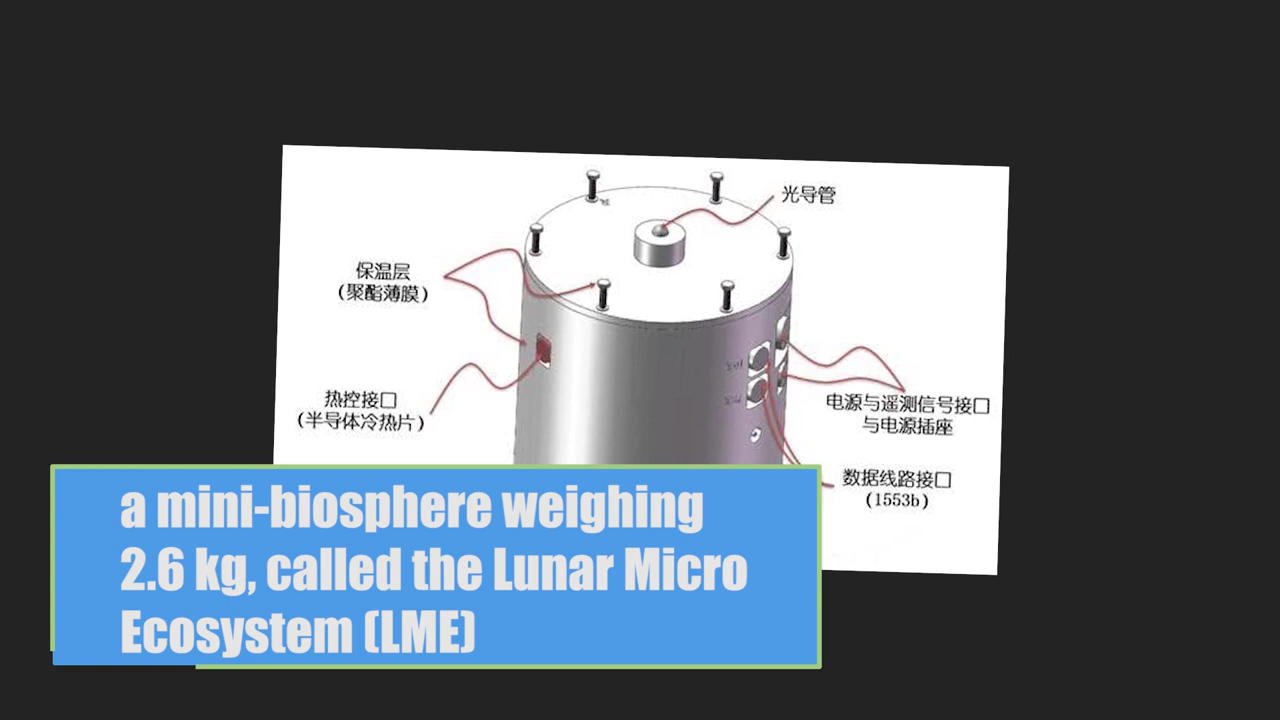 光导管
保温层
(聚酯薄膜)
热控接口
(半导体冷热片)
电源与遥测信号接口
与电源插座
数据线路接口
(1553b)
a mini-biosphere weighing
2.6 kg, called the Lunar Micro
Ecosystem (LME)